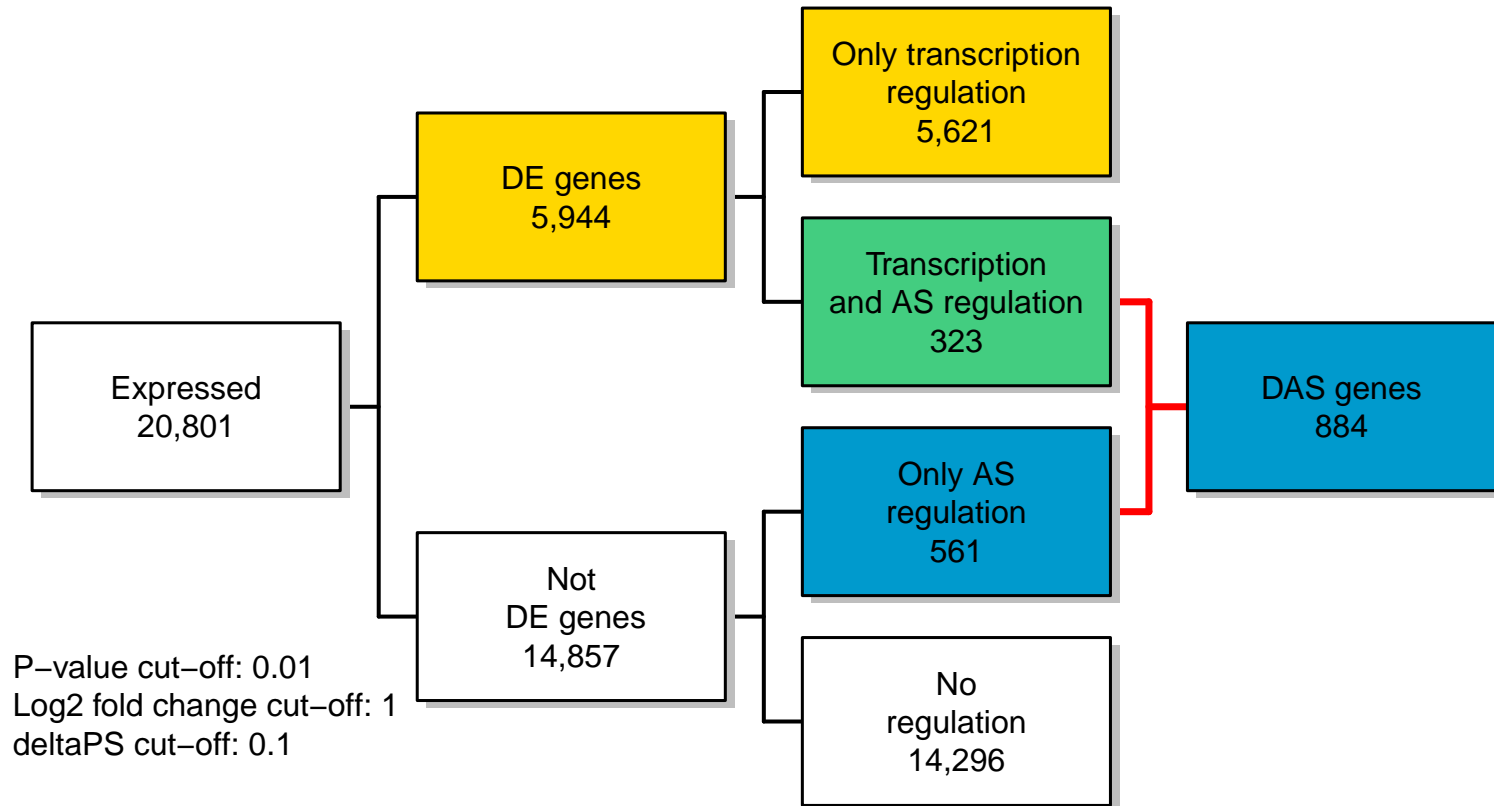 Only transcription
regulation
5,621
DE genes
5,944
Transcription
and AS regulation
323
Expressed
20,801
DAS genes
884
Only AS
regulation
561
Not
DE genes
14,857
No
regulation
14,296
P−value cut−off: 0.01
Log2 fold change cut−off: 1
deltaPS cut−off: 0.1